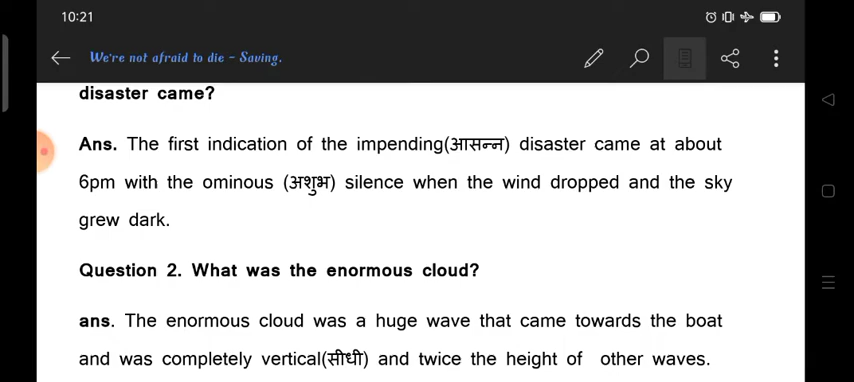 10:21
We're not afraid to die - Saving.
disaster came?
Ans. The first indication of the impending(आसन्न) disaster came at about
6pm with the ominous (अशुभ) silence when the wind dropped and the sky
grew dark.
Question 2. What was the enormous cloud?
ans. The enormous cloud was a huge wave that came towards the boat
and was completely vertical(सीधी) and twice the height of other waves.